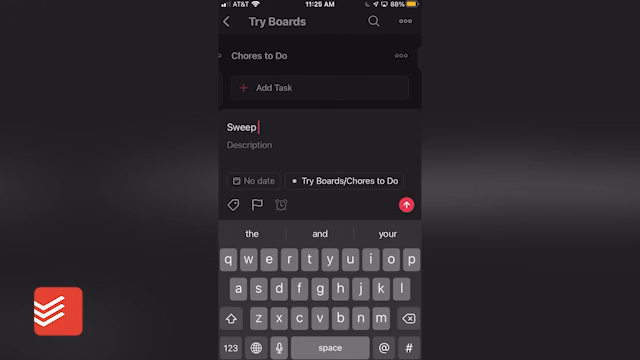 AT&T 11:25 AM 88%
Try Boards
Chores to Do
Add Task
Sweep
Description
No date Try Boards/Chores to Do
the and your
q w e r t y u i o p
a s d f g h j k l
z x c v b n m
123 space @ #